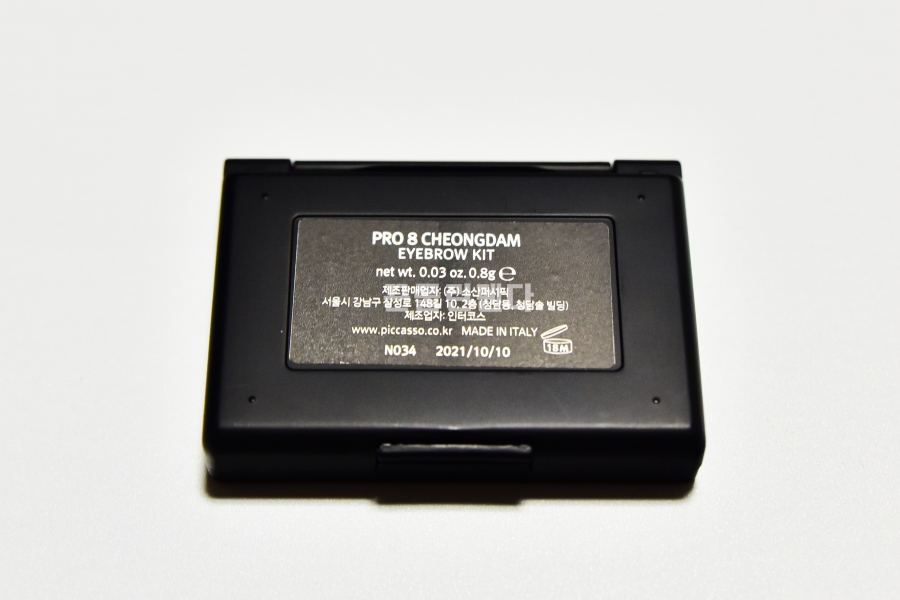 PRO 8 CHEONGDAM
EYEBROW KIT
net wt. 0.03 oz. 0.8g ℮
제조판매업자: (주) 소산퍼시픽
서울시 강남구 삼성로 148길 10, 2층 (청담동, 청담솔 빌딩)
제조업자: 인터코스
www.piccasso.co.kr MADE IN ITALY
18M
N034 2021/10/10